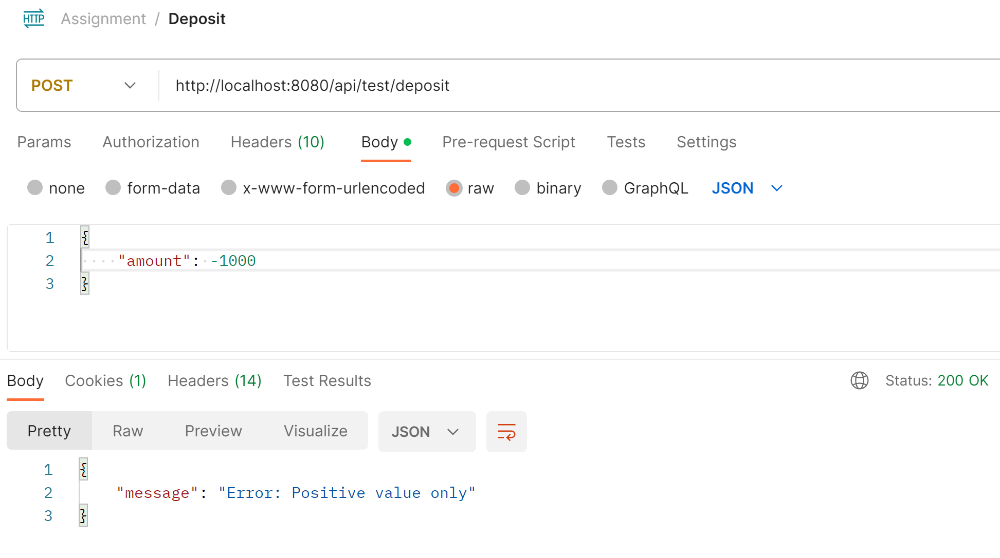 HTTP Assignment / Deposit
POST http://localhost:8080/api/test/deposit
Params Authorization Headers (10) Body Pre-request Script Tests Settings
none form-data x-www-form-urlencoded raw binary GraphQL JSON
1 {
2 "amount": -1000
3 }
Body Cookies (1) Headers (14) Test Results Status: 200 OK
Pretty Raw Preview Visualize JSON
1 {
2 "message": "Error: Positive value only"
3 }